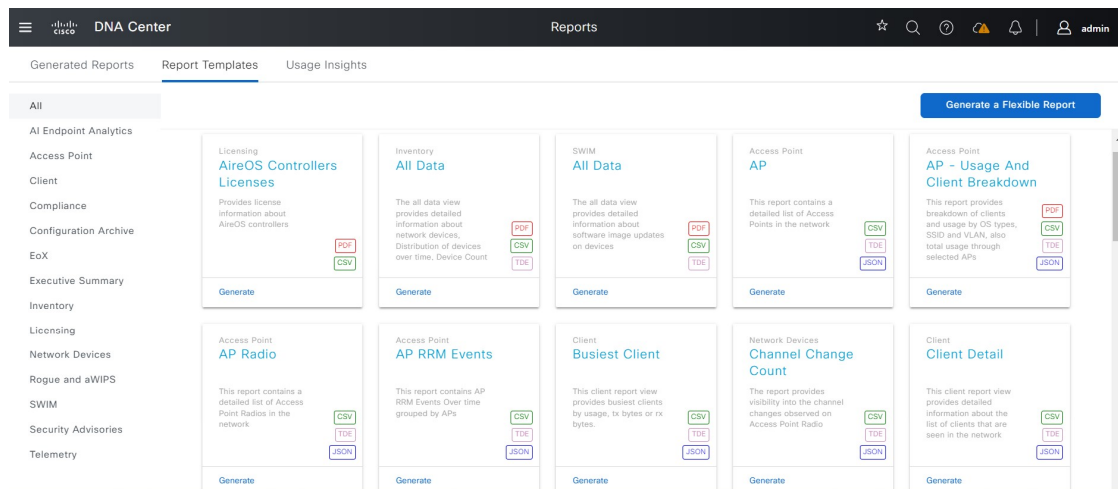 cisco DNA Center
Reports
admin
Generated Reports
Report Templates
Usage Insights
All
AI Endpoint Analytics
Access Point
Client
Compliance
Configuration Archive
EoX
Executive Summary
Inventory
Licensing
Network Devices
Rogue and aWIPS
SWIM
Security Advisories
Telemetry
Generate a Flexible Report
Licensing
AireOS Controllers
Licenses
Provides license
information about
AireOS controllers
PDF
CSV
Generate
Inventory
All Data
The all data view
provides detailed
information about
network devices,
Distribution of devices
over time, Device Count
PDF
CSV
TDE
Generate
SWIM
All Data
The all data view
provides detailed
information about
software image updates
on devices
PDF
CSV
TDE
Generate
Access Point
AP
This report contains a
detailed list of Access
Points in the network
CSV
TDE
JSON
Generate
Access Point
AP - Usage And
Client Breakdown
This report provides
breakdown of clients
and usage by OS types,
SSID and VLAN, also
total usage through
selected APs
PDF
CSV
TDE
JSON
Generate
Access Point
AP Radio
This report contains a
detailed list of Access
Point Radios in the
network
CSV
TDE
JSON
Generate
Access Point
AP RRM Events
This report contains AP
RRM Events Over time
grouped by APs
CSV
TDE
JSON
Generate
Client
Busiest Client
This client report view
provides busiest clients
by usage, tx bytes or rx
bytes.
CSV
TDE
JSON
Generate
Network Devices
Channel Change
Count
The report provides
visibility into the channel
changes observed on
Access Point Radio
CSV
TDE
JSON
Generate
Client
Client Detail
This client report view
provides detailed
information about the
list of clients that are
seen in the network
CSV
TDE
JSON
Generate